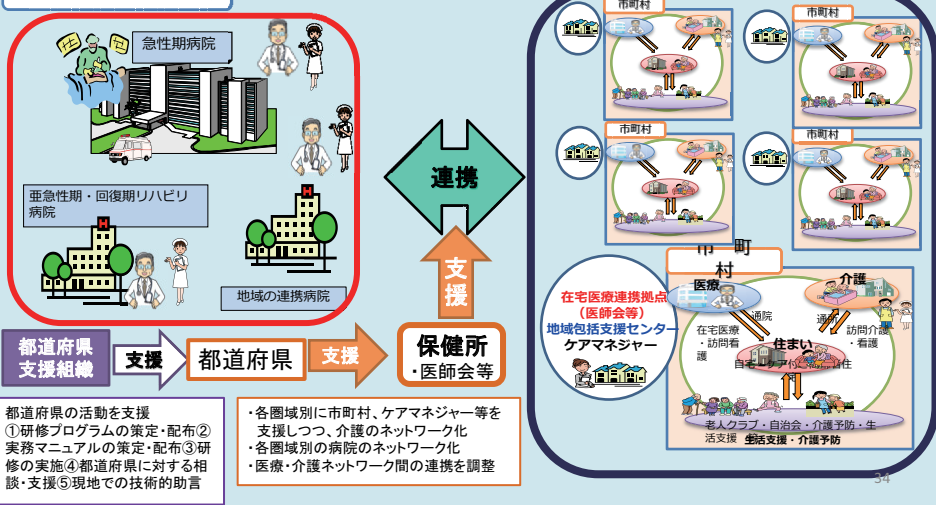 急性期病院
亜急性期・回復期リハビリ
病院
地域の連携病院
連携
支
援
都道府県
支援組織
支援
都道府県
支援
保健所
・医師会等
都道府県の活動を支援
①研修プログラムの策定・配布②
実務マニュアルの策定・配布③研
修の実施④都道府県に対する相
談・支援⑤現地での技術的助言
・各圏域別に市町村、ケアマネジャー等を
支援しつつ、介護のネットワーク化
・各圏域別の病院のネットワーク化
・医療・介護ネットワーク間の連携を調整
市町村
市町村
市町村
市町村
市 町
村
医療
介護
在宅医療連携拠点
（医師会等）
地域包括支援センター
ケアマネジャー
通院
在宅医療
・訪問看
護
住まい
訪問介護
・看護
老人クラブ・自治会・介護予防・生
活支援 等
生活支援・介護予防
34